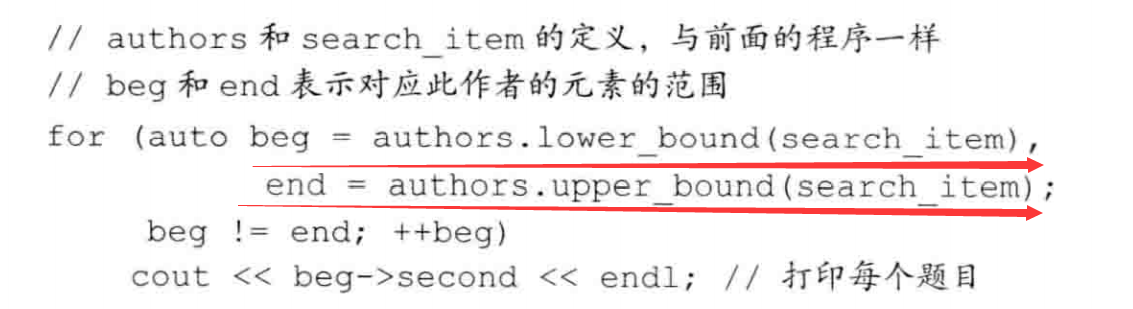 // authors 和 search_item 的定义，与前面的程序一样
// beg 和 end 表示对应此作者的元素的范围
for (auto beg = authors.lower_bound(search_item),
end = authors.upper_bound(search_item);
beg != end; ++beg)
cout << beg->second << endl; // 打印每个题目